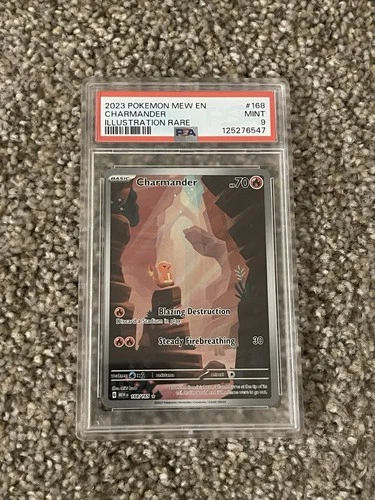 2023 POKEMON MEW EN #168
CHARMANDER MINT
ILLUSTRATION RARE 9
PSA 125276547
BASIC Charmander HP70
Blazing Destruction
Discard a Stadium in play.
Steady Firebreathing 30
168/165